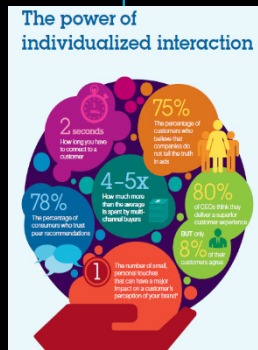 The power of
individualized interaction
2 seconds
How long you have
to connect to a
customer
75%
The percentage of
customers who
believe that
companies do
not tell the truth
in ads
4-5x
How much more
than the average
is spent by multi-
channel buyers
78%
The percentage of
consumers who trust
peer recommendations
80%
of CEOs think they
deliver a superior
customer experience
BUT only
8% of their
customers agree
1
The number of small,
personal touches
that can have a major
impact on a customer's
perception of your brand*